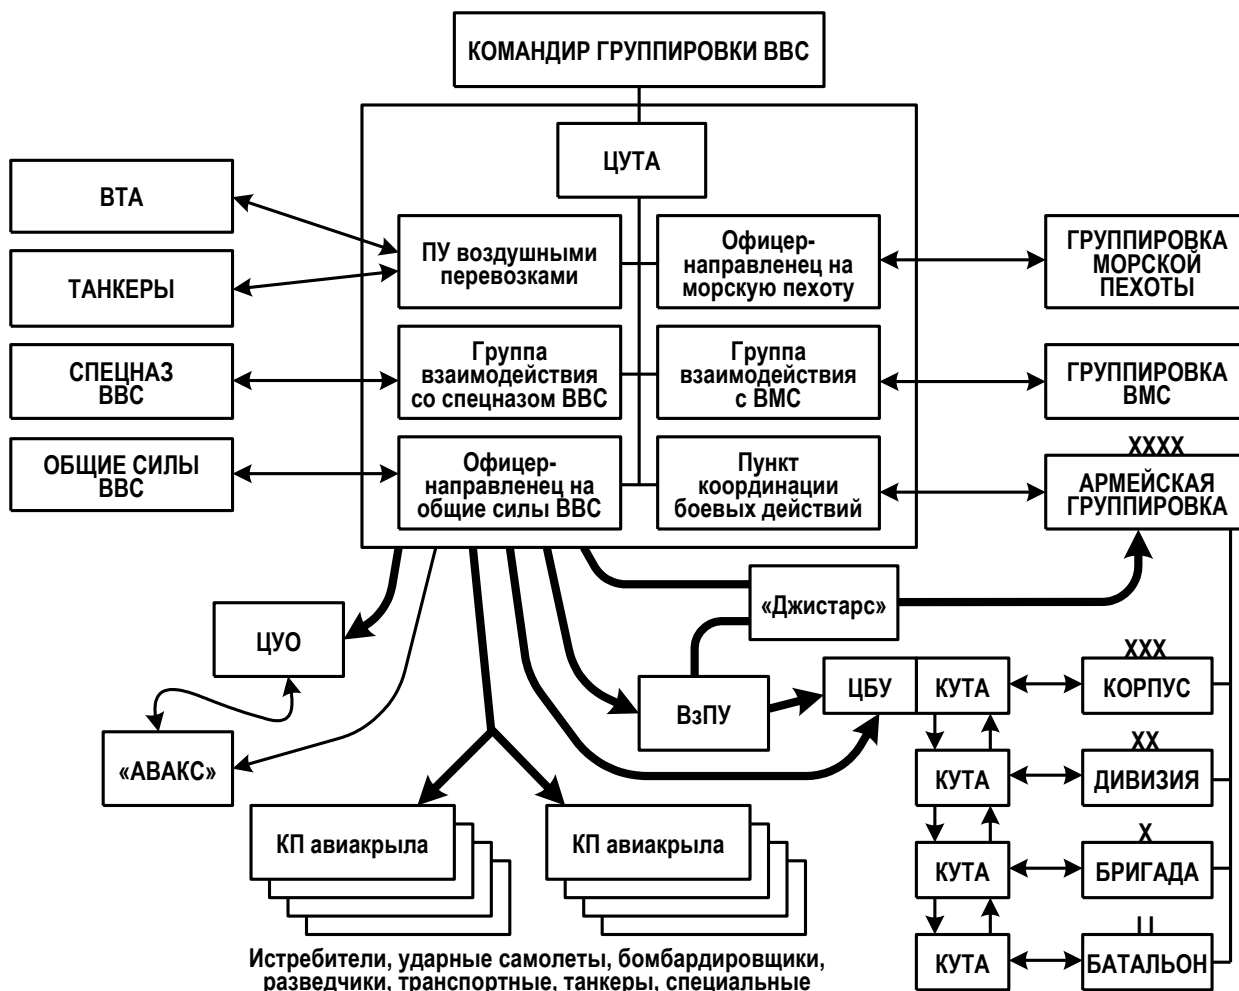 КОМАНДИР ГРУППИРОВКИ ВВС
ЦУТА
ВТА
ТАНКЕРЫ
СПЕЦНАЗ
ВВС
ОБЩИЕ СИЛЫ
ВВС
ПУ воздушными
перевозками
Офицер-
направленец на
морскую пехоту
Группа
взаимодействия
со спецназом ВВС
Группа
взаимодействия
с ВМС
Офицер-
направленец на
общие силы ВВС
Пункт
координации
боевых действий
ГРУППИРОВКА
МОРСКОЙ
ПЕХОТЫ
ГРУППИРОВКА
ВМС
XXXX
АРМЕЙСКАЯ
ГРУППИРОВКА
«Джистарс»
ЦУО
«АВАКС»
ВзПУ
ЦБУ
КУТА
XXX
КОРПУС
КУТА
XX
ДИВИЗИЯ
КУТА
X
БРИГАДА
КУТА
II
БАТАЛЬОН
КП авиакрыла
КП авиакрыла
Истребители, ударные самолеты, бомбардировщики,
разведчики, транспортные, танкеры, специальные